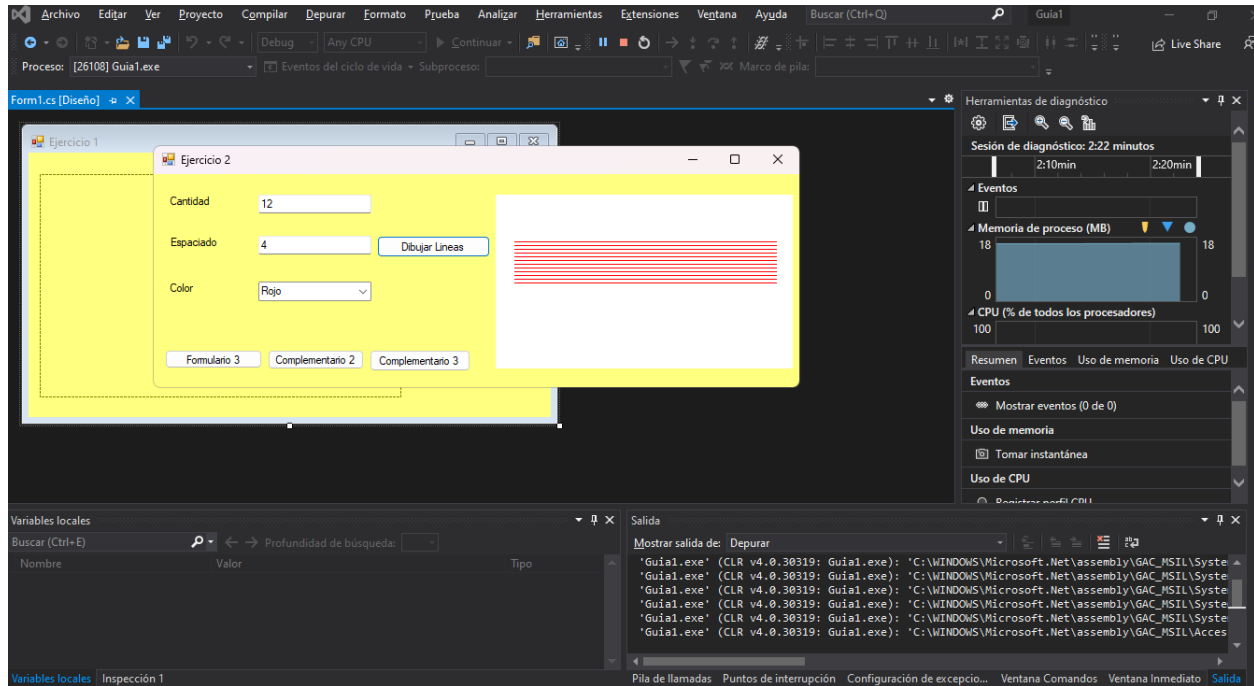 Archivo Editar Ver Proyecto Compilar Depurar Formato Prueba Analizar Herramientas Extensiones Ventana Ayuda Buscar (Ctrl+Q) Guia1
Debug Any CPU Continuar Live Share
Proceso: [26108] Guia1.exe Eventos del ciclo de vida Subproceso: Marco de pila:
Form1.cs [Diseño]
Ejercicio 1
Ejercicio 2
Cantidad 12
Espaciado 4 Dibujar Lineas
Color Rojo
Formulario 3 Complementario 2 Complementario 3
Herramientas de diagnóstico
Sesión de diagnóstico: 2:22 minutos
2:10min 2:20min
Eventos
Memoria de proceso (MB)
18 18
0 0
CPU (% de todos los procesadores)
100 100
Resumen Eventos Uso de memoria Uso de CPU
Eventos
Mostrar eventos (0 de 0)
Uso de memoria
Tomar instantánea
Uso de CPU
Registrar perfil CPU
Variables locales
Buscar (Ctrl+E) Profundidad de búsqueda:
Nombre Valor Tipo
Variables locales Inspección 1
Salida
Mostrar salida de: Depurar
'Guia1.exe' (CLR v4.0.30319: Guia1.exe): 'C:\WINDOWS\Microsoft.Net\assembly\GAC_MSIL\Syste
'Guia1.exe' (CLR v4.0.30319: Guia1.exe): 'C:\WINDOWS\Microsoft.Net\assembly\GAC_MSIL\Syste
'Guia1.exe' (CLR v4.0.30319: Guia1.exe): 'C:\WINDOWS\Microsoft.Net\assembly\GAC_MSIL\Syste
'Guia1.exe' (CLR v4.0.30319: Guia1.exe): 'C:\WINDOWS\Microsoft.Net\assembly\GAC_MSIL\Syste
'Guia1.exe' (CLR v4.0.30319: Guia1.exe): 'C:\WINDOWS\Microsoft.Net\assembly\GAC_MSIL\Syste
'Guia1.exe' (CLR v4.0.30319: Guia1.exe): 'C:\WINDOWS\Microsoft.Net\assembly\GAC_MSIL\Acces
Pila de llamadas Puntos de interrupción Configuración de excepcio... Ventana Comandos Ventana Inmediato Salida